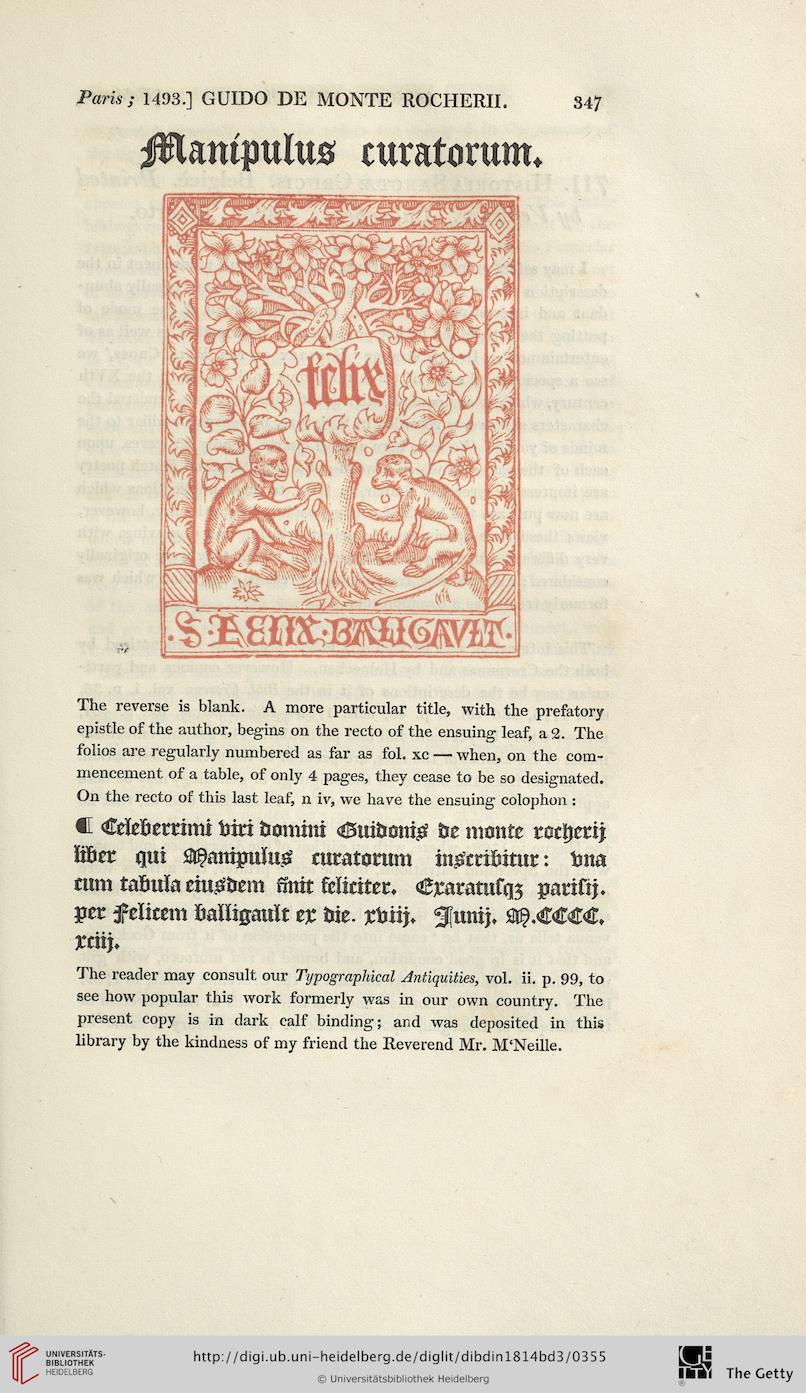 Paris ; 1493.] GUIDO DE MONTE ROCHERII. 347
Manipulus curatorum.
felix
S FELIX·BALIGAVLT·
The reverse is blank. A more particular title, with the prefatory
epistle of the author, begins on the recto of the ensuing leaf, a 2. The
folios are regularly numbered as far as fol. xc — when, on the com-
mencement of a table, of only 4 pages, they cease to be so designated.
On the recto of this last leaf, n iv, we have the ensuing colophon :
¶ Celeberrimi viri domini Guidonis de monte rocherij
liber qui Manipulus curatorum inscribitur: vna
cum tabula eiusdem finit feliciter. Exaratusqꝫ parisij.
per Felicem balligault ex die. xviij. Junij. M.CCCC.
xciij.
The reader may consult our Typographical Antiquities, vol. ii. p. 99, to
see how popular this work formerly was in our own country. The
present copy is in dark calf binding; and was deposited in this
library by the kindness of my friend the Reverend Mr. M‘Neille.
UNIVERSITÄTS-
BIBLIOTHEK
HEIDELBERG
http://digi.ub.uni-heidelberg.de/diglit/dibdin1814bd3/0355
© Universitätsbibliothek Heidelberg
The Getty